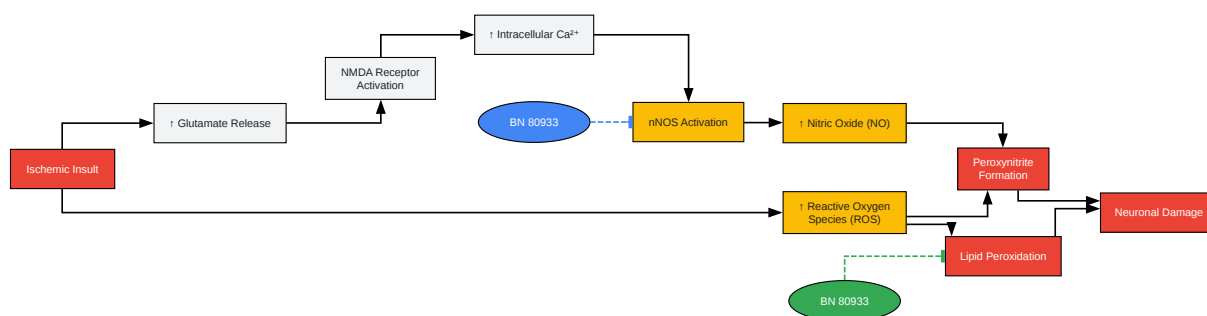 ↑ Intracellular Ca²⁺
NMDA Receptor
Activation
↑ Glutamate Release
BN 80933
nNOS Activation
↑ Nitric Oxide (NO)
Ischemic Insult
Peroxynitrite
Formation
↑ Reactive Oxygen
Species (ROS)
Neuronal Damage
Lipid Peroxidation
BN 80933